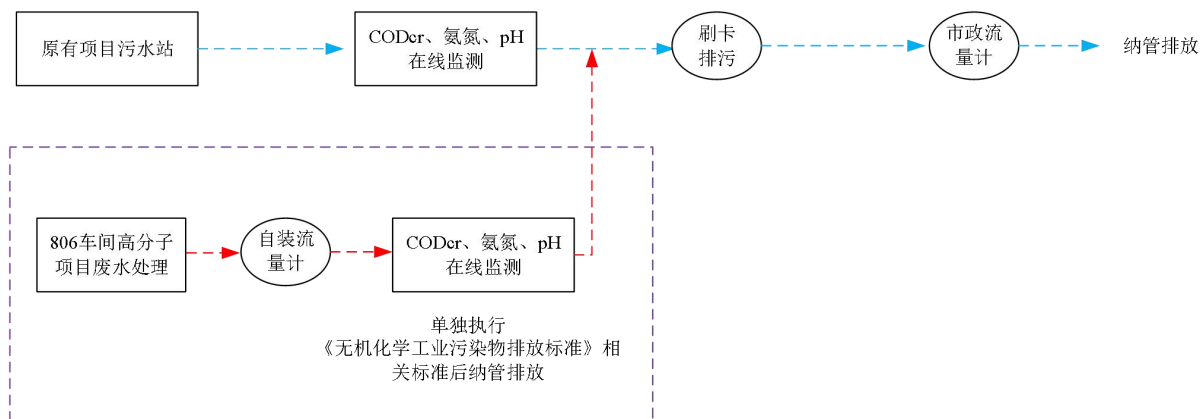 原有项目污水站
CODcr、氨氮、pH
在线监测
刷卡
排污
市政流
量计
纳管排放
806车间高分子
项目废水处理
自装流
量计
CODcr、氨氮、pH
在线监测
单独执行
《无机化学工业污染物排放标准》相
关标准后纳管排放